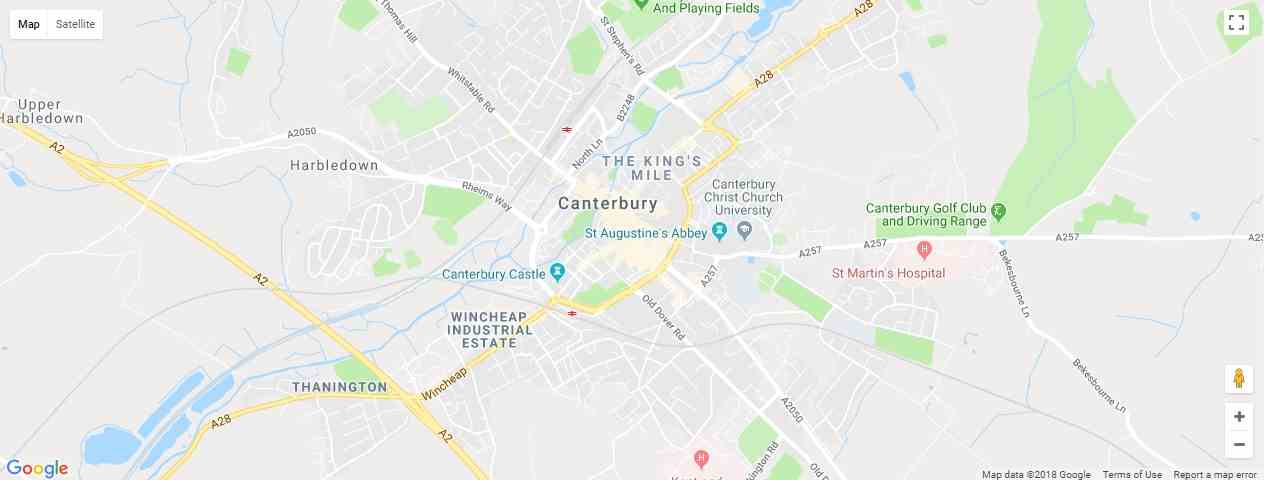 Map
Satellite
And Playing Fields
A28
St Thomas Hill
St Stephen's Rd
A28
Whitstable Rd
B2248
Upper
Harbledown
A2
A2050
Harbledown
North Ln
THE KING'S
MILE
Rheims Way
Canterbury
Canterbury
Christ Church
University
Canterbury Golf Club
and Driving Range
St Augustine's Abbey
A257
A257
A257
A257
Canterbury Castle
St Martin's Hospital
Bekesbourne Ln
A2
Old Dover Rd
WINCHEAP
INDUSTRIAL
ESTATE
THANINGTON
Wincheap
Bekesbourne Ln
A28
A2
A2050
Google
Map data ©2018 Google
Terms of Use
Report a map error